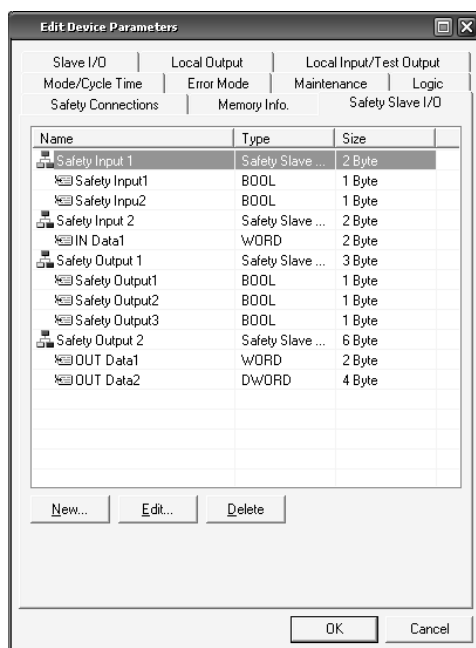 Edit Device Parameters
Slave I/O Local Output Local Input/Test Output
Mode/Cycle Time Error Mode Maintenance Logic
Safety Connections Memory Info. Safety Slave I/O
Name Type Size
Safety Input 1 Safety Slave ... 2 Byte
Safety Input1 BOOL 1 Byte
Safety Inpu2 BOOL 1 Byte
Safety Input 2 Safety Slave ... 2 Byte
IN Data1 WORD 2 Byte
Safety Output 1 Safety Slave ... 3 Byte
Safety Output1 BOOL 1 Byte
Safety Output2 BOOL 1 Byte
Safety Output3 BOOL 1 Byte
Safety Output 2 Safety Slave ... 6 Byte
OUT Data1 WORD 2 Byte
OUT Data2 DWORD 4 Byte
New... Edit... Delete
OK Cancel